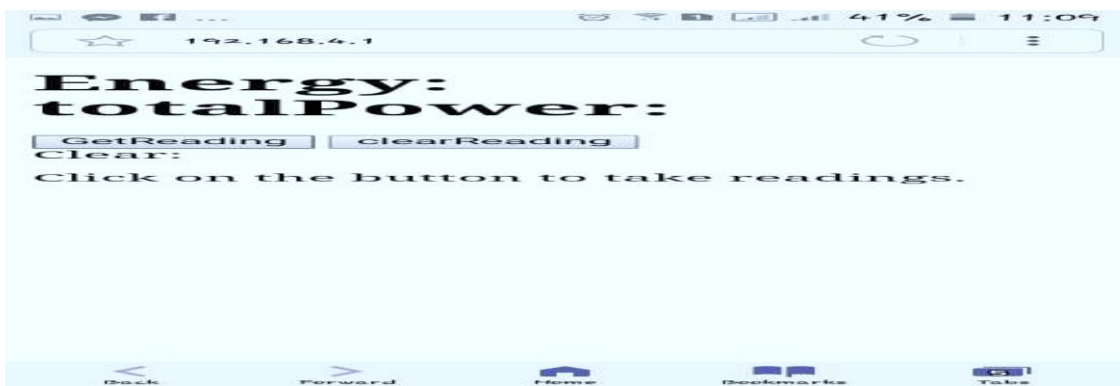 ... 41% 11:09
192.168.4.1
Energy:
totalPower:
GetReading clearReading
Clear:
Click on the button to take readings.
Back Forward Home Bookmarks 5 Tabs